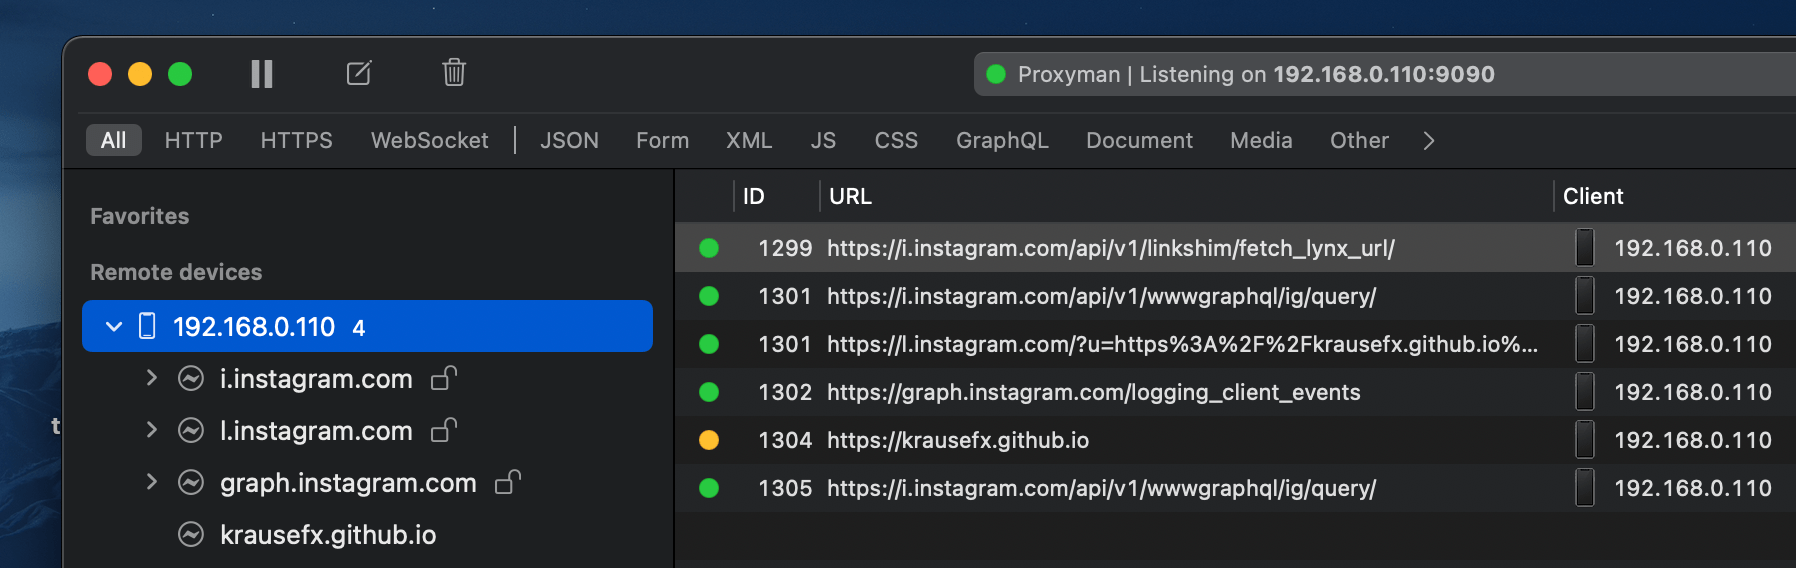 Proxyman | Listening on 192.168.0.110:9090
All HTTP HTTPS WebSocket JSON Form XML JS CSS GraphQL Document Media Other
Favorites
Remote devices
192.168.0.110 4
i.instagram.com
l.instagram.com
graph.instagram.com
krausefx.github.io
t
ID URL Client
1299 https://i.instagram.com/api/v1/linkshim/fetch_lynx_url/ 192.168.0.110
1301 https://i.instagram.com/api/v1/wwwgraphql/ig/query/ 192.168.0.110
1301 https://l.instagram.com/?u=https%3A%2F%2Fkrausefx.github.io%... 192.168.0.110
1302 https://graph.instagram.com/logging_client_events 192.168.0.110
1304 https://krausefx.github.io 192.168.0.110
1305 https://i.instagram.com/api/v1/wwwgraphql/ig/query/ 192.168.0.110